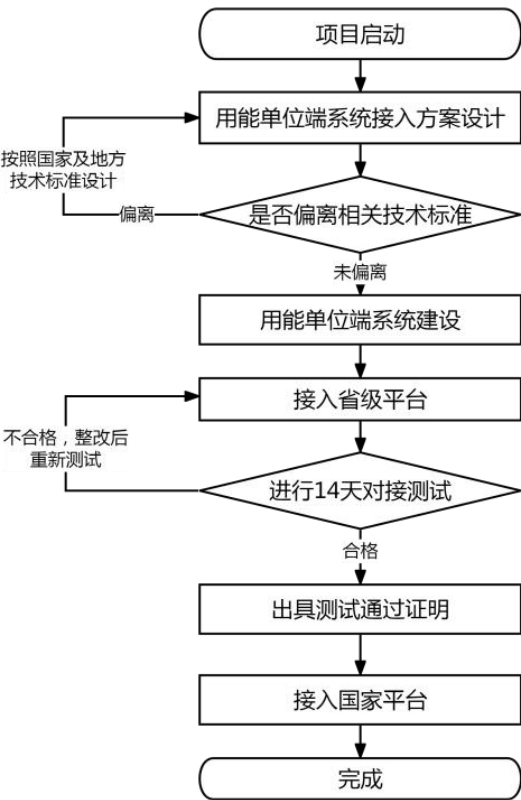 项目启动
用能单位端系统接入方案设计
按照国家及地方
技术标准设计
偏离
是否偏离相关技术标准
未偏离
用能单位端系统建设
接入省级平台
不合格，整改后
重新测试
进行14天对接测试
合格
出具测试通过证明
接入国家平台
完成